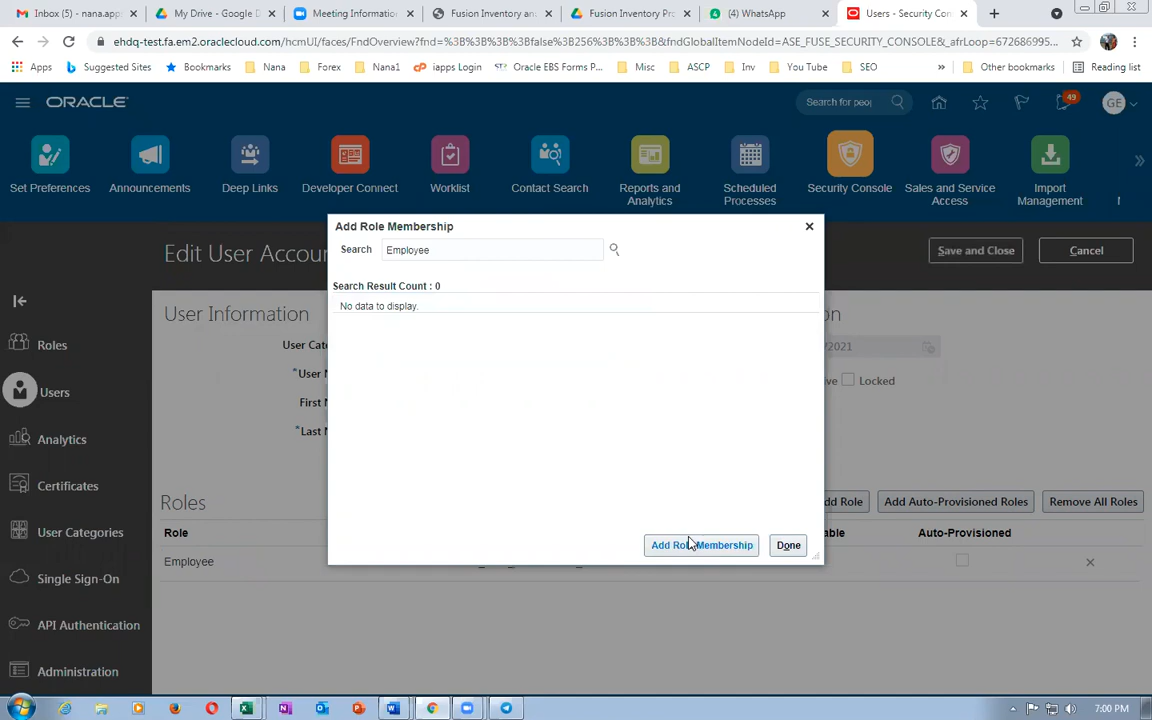 Inbox (5) - nana.apps
My Drive - Google D
Meeting Informatio
Fusion Inventory an
Fusion Inventory Pro
(4) WhatsApp
Users - Security Con
ehdq-test.fa.em2.oraclecloud.com/hcmUI/faces/FndOverview?fnd=%3B%3B%3B%3Bfalse%3B256%3B%3B%3B&fndGlobalItemNodeId=ASE_FUSE_SECURITY_CONSOLE&_afrLoop=672686995...
Apps
Suggested Sites
Bookmarks
Nana
Forex
Nana1
iapps Login
Oracle EBS Forms P...
Misc
ASCP
Inv
You Tube
SEO
»
Other bookmarks
Reading list
ORACLE
Search for peop
49
GE
Set Preferences
Announcements
Deep Links
Developer Connect
Worklist
Contact Search
Reports and
Analytics
Scheduled
Processes
Security Console
Sales and Service
Access
Import
Management
Edit User Accou
Save and Close
Cancel
Add Role Membership
Search
Employee
Search Result Count : 0
No data to display.
Add Role Membership
Done
User Information
on
User Cate
/2021
*User N
ve
Locked
First N
*Last N
Roles
Users
Analytics
Certificates
User Categories
Single Sign-On
API Authentication
Administration
Roles
dd Role
Add Auto-Provisioned Roles
Remove All Roles
Role
able
Auto-Provisioned
Employee
7:00 PM